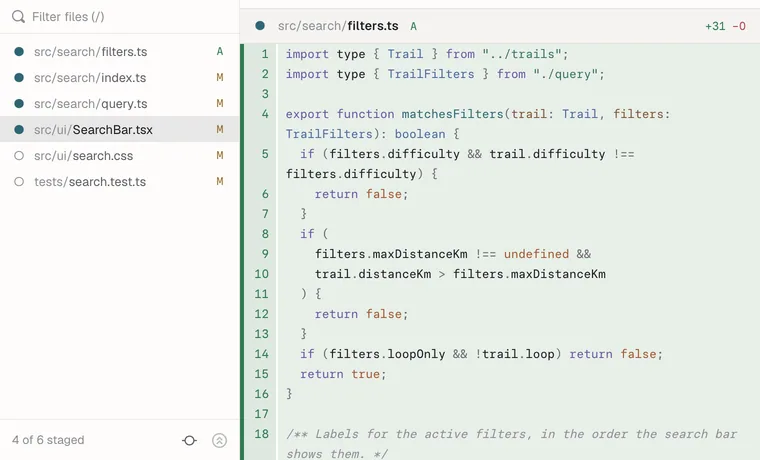 Filter files (/)
src/search/filters.ts A
src/search/index.ts M
src/search/query.ts M
src/ui/SearchBar.tsx M
src/ui/search.css M
tests/search.test.ts M
4 of 6 staged
src/search/filters.ts A +31 −0
1 import type { Trail } from "../trails";
2 import type { TrailFilters } from "./query";
3
4 export function matchesFilters(trail: Trail, filters:
TrailFilters): boolean {
5 if (filters.difficulty && trail.difficulty !==
filters.difficulty) {
6 return false;
7 }
8 if (
9 filters.maxDistanceKm !== undefined &&
10 trail.distanceKm > filters.maxDistanceKm
11 ) {
12 return false;
13 }
14 if (filters.loopOnly && !trail.loop) return false;
15 return true;
16 }
17
18 /** Labels for the active filters, in the order the search bar
shows them. */